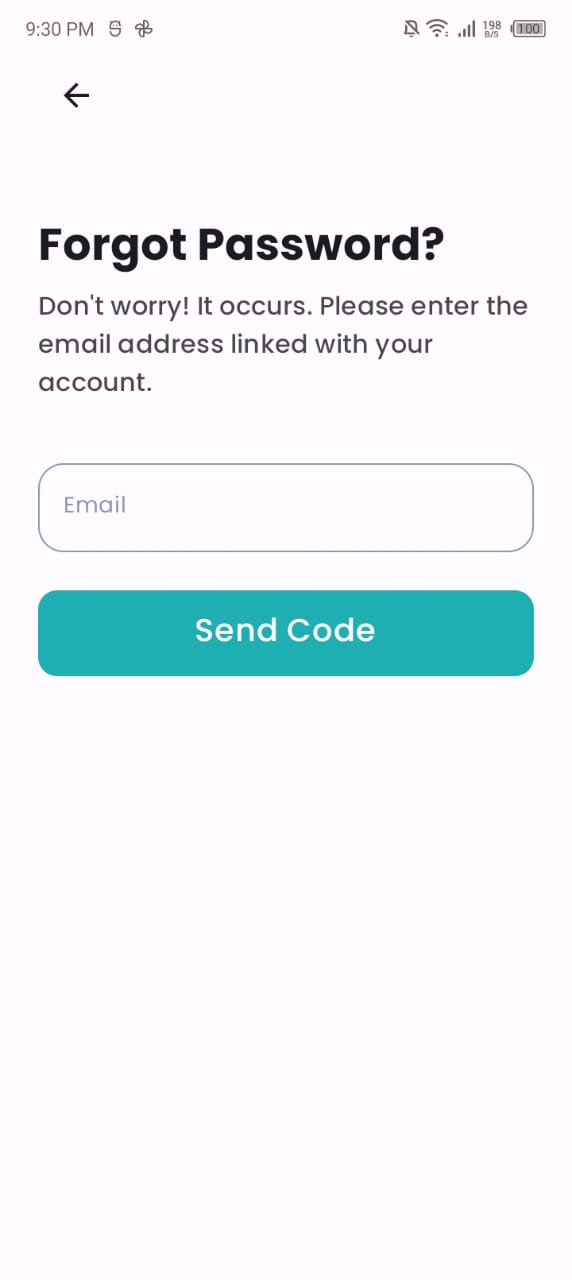 9:30 PM 198 B/S 100
Forgot Password?
Don't worry! It occurs. Please enter the
email address linked with your
account.
Email
Send Code